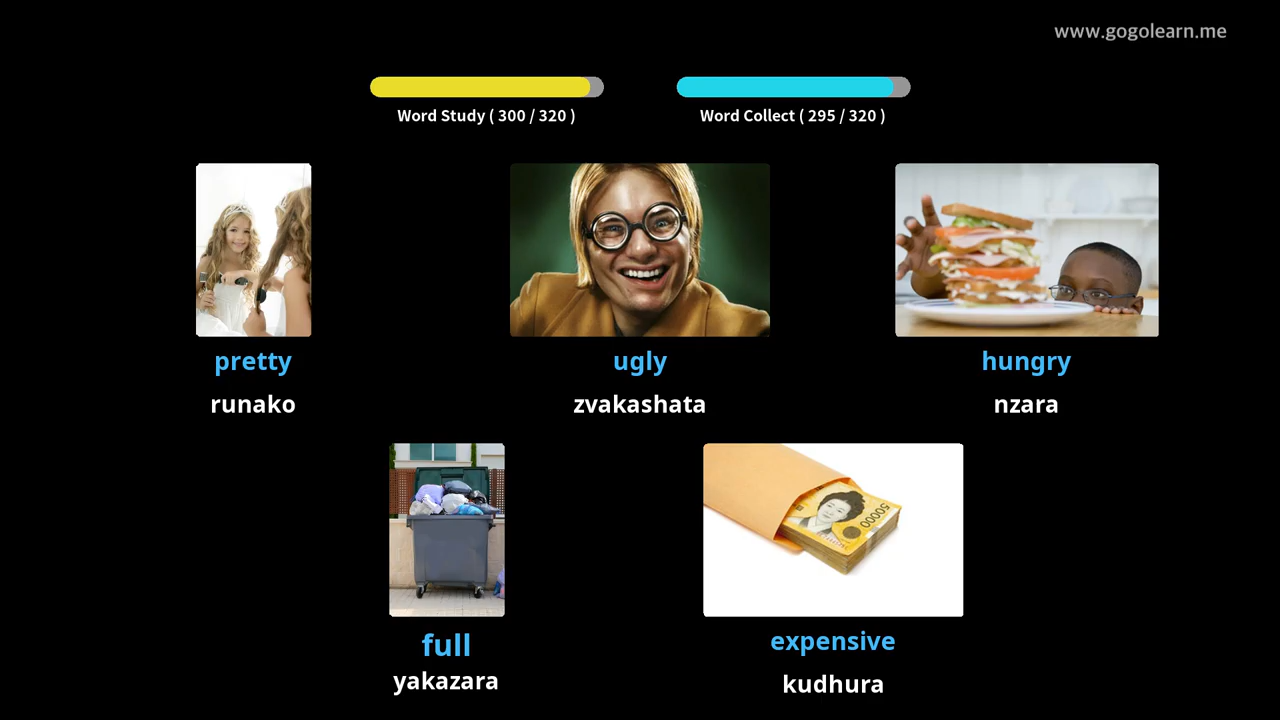 www.gogolearn.me
Word Study ( 300 / 320 )
Word Collect ( 295 / 320 )
pretty
runako
ugly
zvakashata
hungry
nzara
50000
full
yakazara
expensive
kudhura